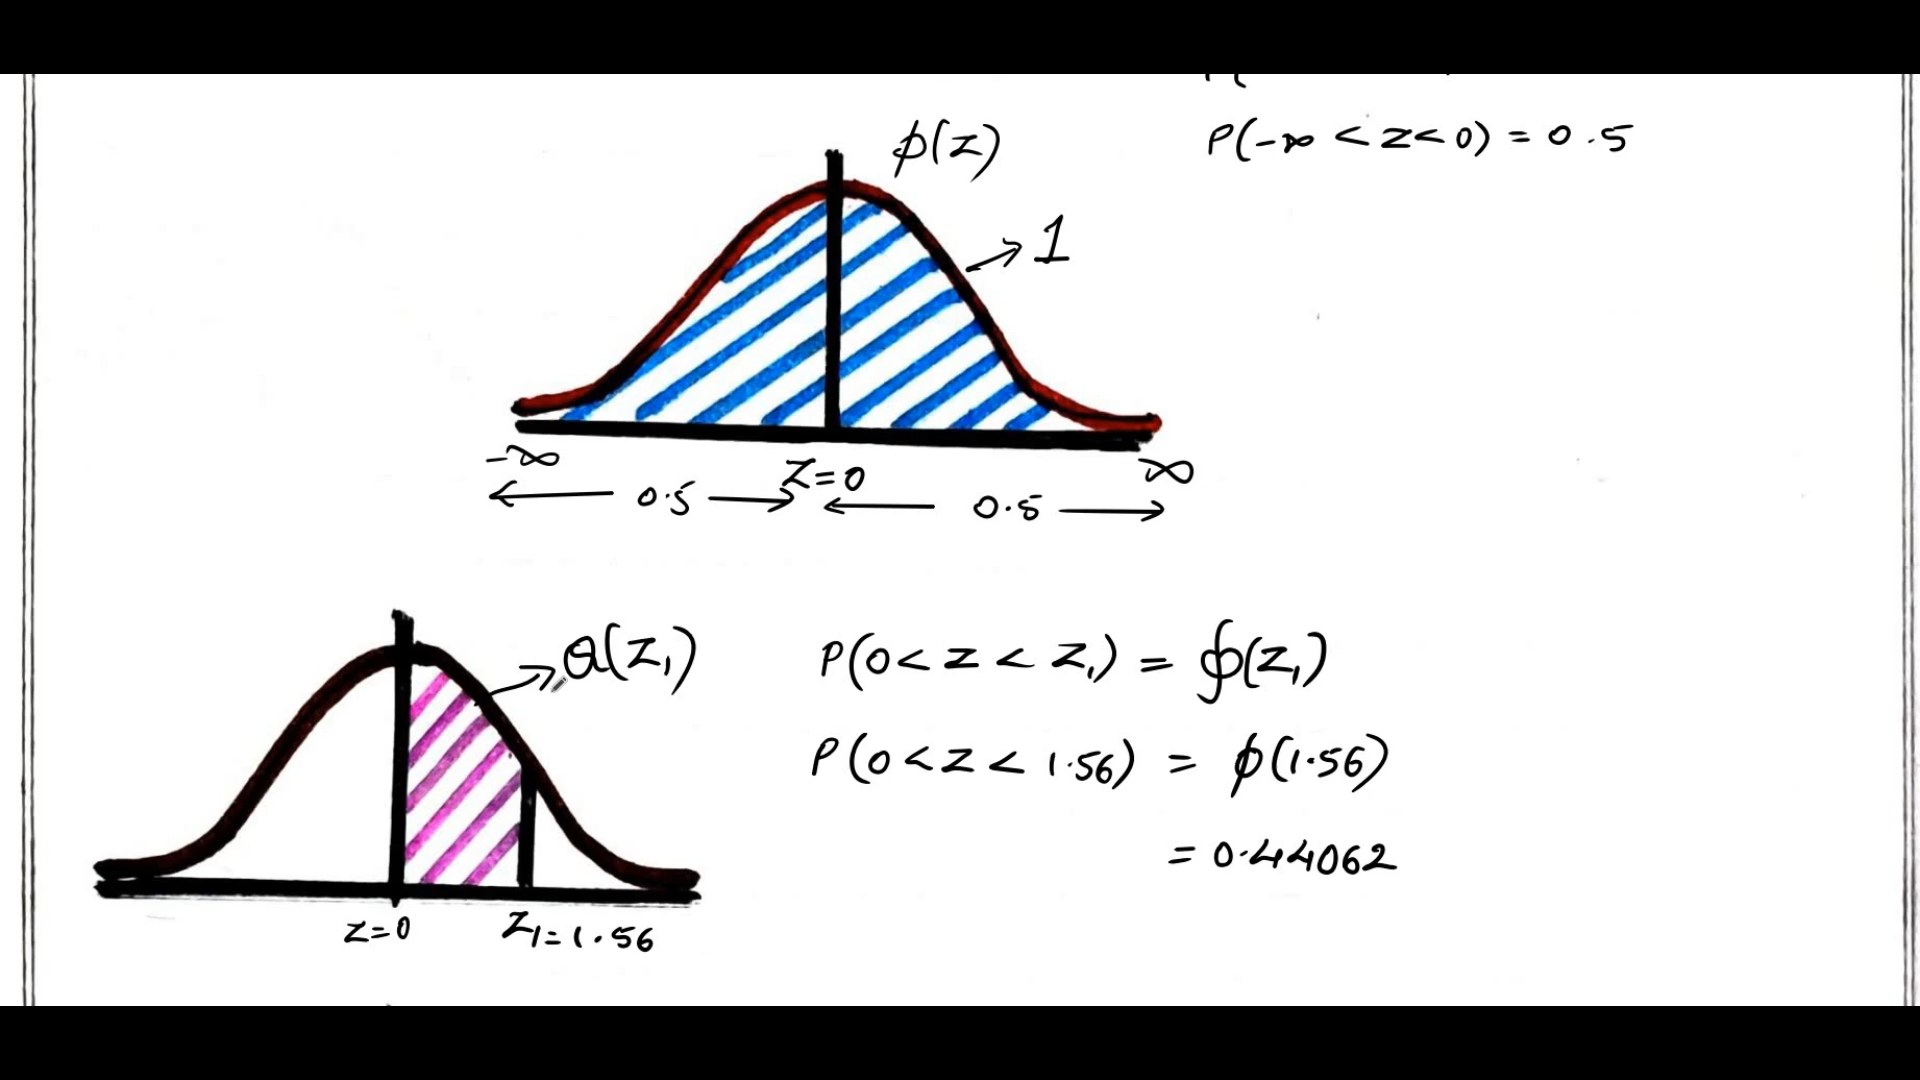 P(-∞ < z < 0) = 0.5
φ(z)
1
-∞
z=0
∞
0.5
0.5
Q(z₁)
P(0 < z < z₁) = φ(z₁)
P(0 < z < 1.56) = φ(1.56)
= 0.44062
z=0
z₁=1.56